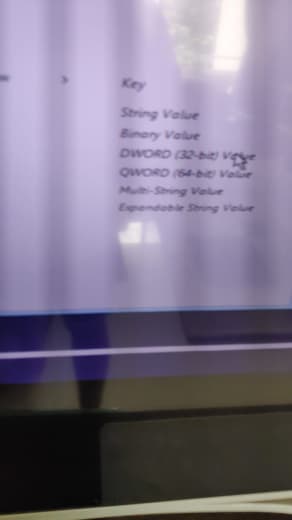 Key
String Value
Binary Value
DWORD (32-bit) Value
QWORD (64-bit) Value
Multi-String Value
Expandable String Value